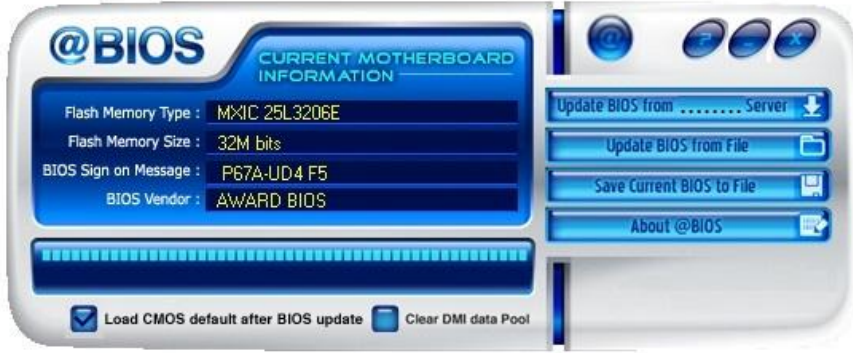 @BIOS
CURRENT MOTHERBOARD
INFORMATION
Flash Memory Type : MXIC 25L3206E
Flash Memory Size : 32M bits
BIOS Sign on Message : P67A-UD4 F5
BIOS Vendor : AWARD BIOS
Load CMOS default after BIOS update
Clear DMI data Pool
@ ? _ X
Update BIOS from ........ Server
Update BIOS from File
Save Current BIOS to File
About @BIOS